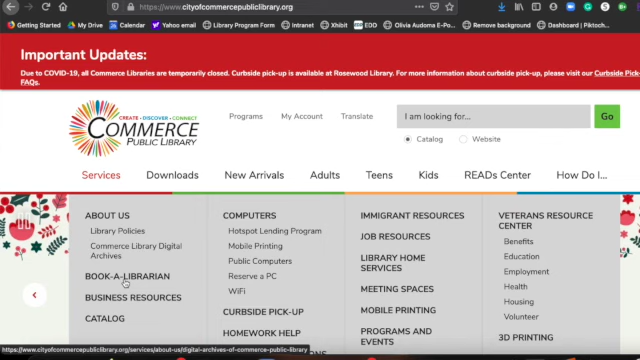 https://www.cityofcommercepubliclibrary.org
Getting Started My Drive Calendar Yahoo email Library Program Form Intranet Xhibit EDD Olivia Audoma E-Po... Remove background Dashboard | Piktoch...
Important Updates:
Due to COVID-19, all Commerce Libraries are temporarily closed. Curbside pick-up is available at Rosewood Library. For more information about curbside pick-up, please visit our Curbside Pick-
FAQs.
CREATE • DISCOVER • CONNECT
COMMERCE
PUBLIC LIBRARY
Programs My Account Translate
I am looking for... Go
Catalog Website
Services Downloads New Arrivals Adults Teens Kids READs Center How Do I...
ABOUT US
Library Policies
Commerce Library Digital
Archives
BOOK-A-LIBRARIAN
BUSINESS RESOURCES
CATALOG
COMPUTERS
Hotspot Lending Program
Mobile Printing
Public Computers
Reserve a PC
WiFi
CURBSIDE PICK-UP
HOMEWORK HELP
IMMIGRANT RESOURCES
JOB RESOURCES
LIBRARY HOME
SERVICES
MEETING SPACES
MOBILE PRINTING
PROGRAMS AND
EVENTS
VETERANS RESOURCE
CENTER
Benefits
Education
Employment
Health
Housing
Volunteer
3D PRINTING
https://www.cityofcommercepubliclibrary.org/services/about-us/digital-archives-of-commerce-public-library